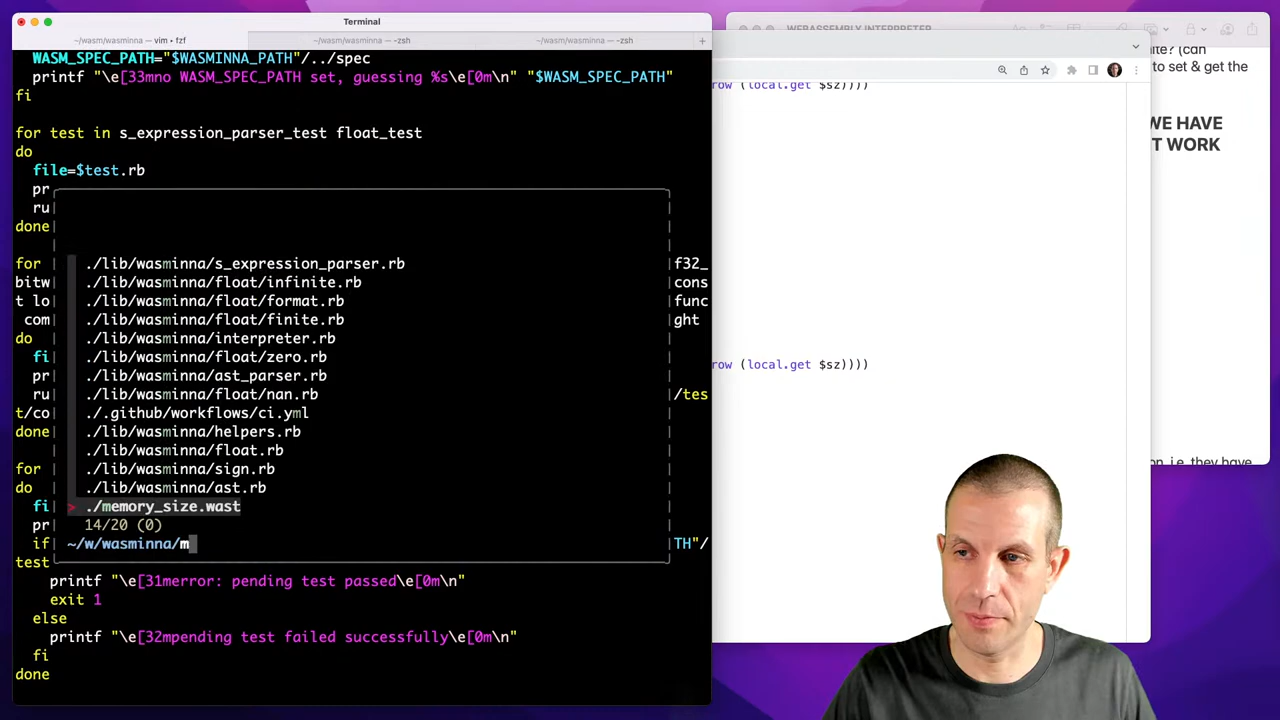 Terminal
~/wasm/wasminna — vim • fzf
~/wasm/wasminna — -zsh
~/wasm/wasminna — -zsh
+
WASM_SPEC_PATH="$WASMINNA_PATH"/../spec
printf "\e[33mno WASM_SPEC_PATH set, guessing %s\e[0m\n" "$WASM_SPEC_PATH"
fi
for test in s_expression_parser_test float_test
do
file=$test.rb
pr
ru
done
./lib/wasminna/s_expression_parser.rb
for
f32_
./lib/wasminna/float/infinite.rb
bitw
cons
./lib/wasminna/float/format.rb
t lo
func
./lib/wasminna/float/finite.rb
com
ght
./lib/wasminna/interpreter.rb
do
./lib/wasminna/float/zero.rb
fi
./lib/wasminna/ast_parser.rb
pr
./lib/wasminna/float/nan.rb
ru
/tes
./.github/workflows/ci.yml
t/co
./lib/wasminna/helpers.rb
done
./lib/wasminna/float.rb
./lib/wasminna/sign.rb
for
./lib/wasminna/ast.rb
do
> ./memory_size.wast
fi
14/20 (0)
pr
~/w/wasminna/m
if
TH"/
test
printf "\e[31merror: pending test passed\e[0m\n"
exit 1
else
printf "\e[32mpending test failed successfully\e[0m\n"
fi
done
WEBASSEMBLY INTERPRETER
row (local.get $sz))))
row (local.get $sz))))
ite? (can
to set & get the
WE HAVE
T WORK
on, i.e. they have